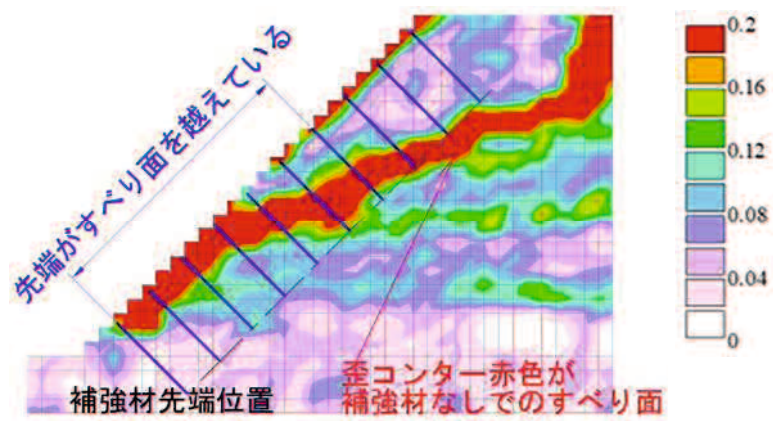 先端がすべり面を越えている
0.2
0.16
0.12
0.08
0.04
0
補強材先端位置
歪コンター赤色が
補強材なしでのすべり面